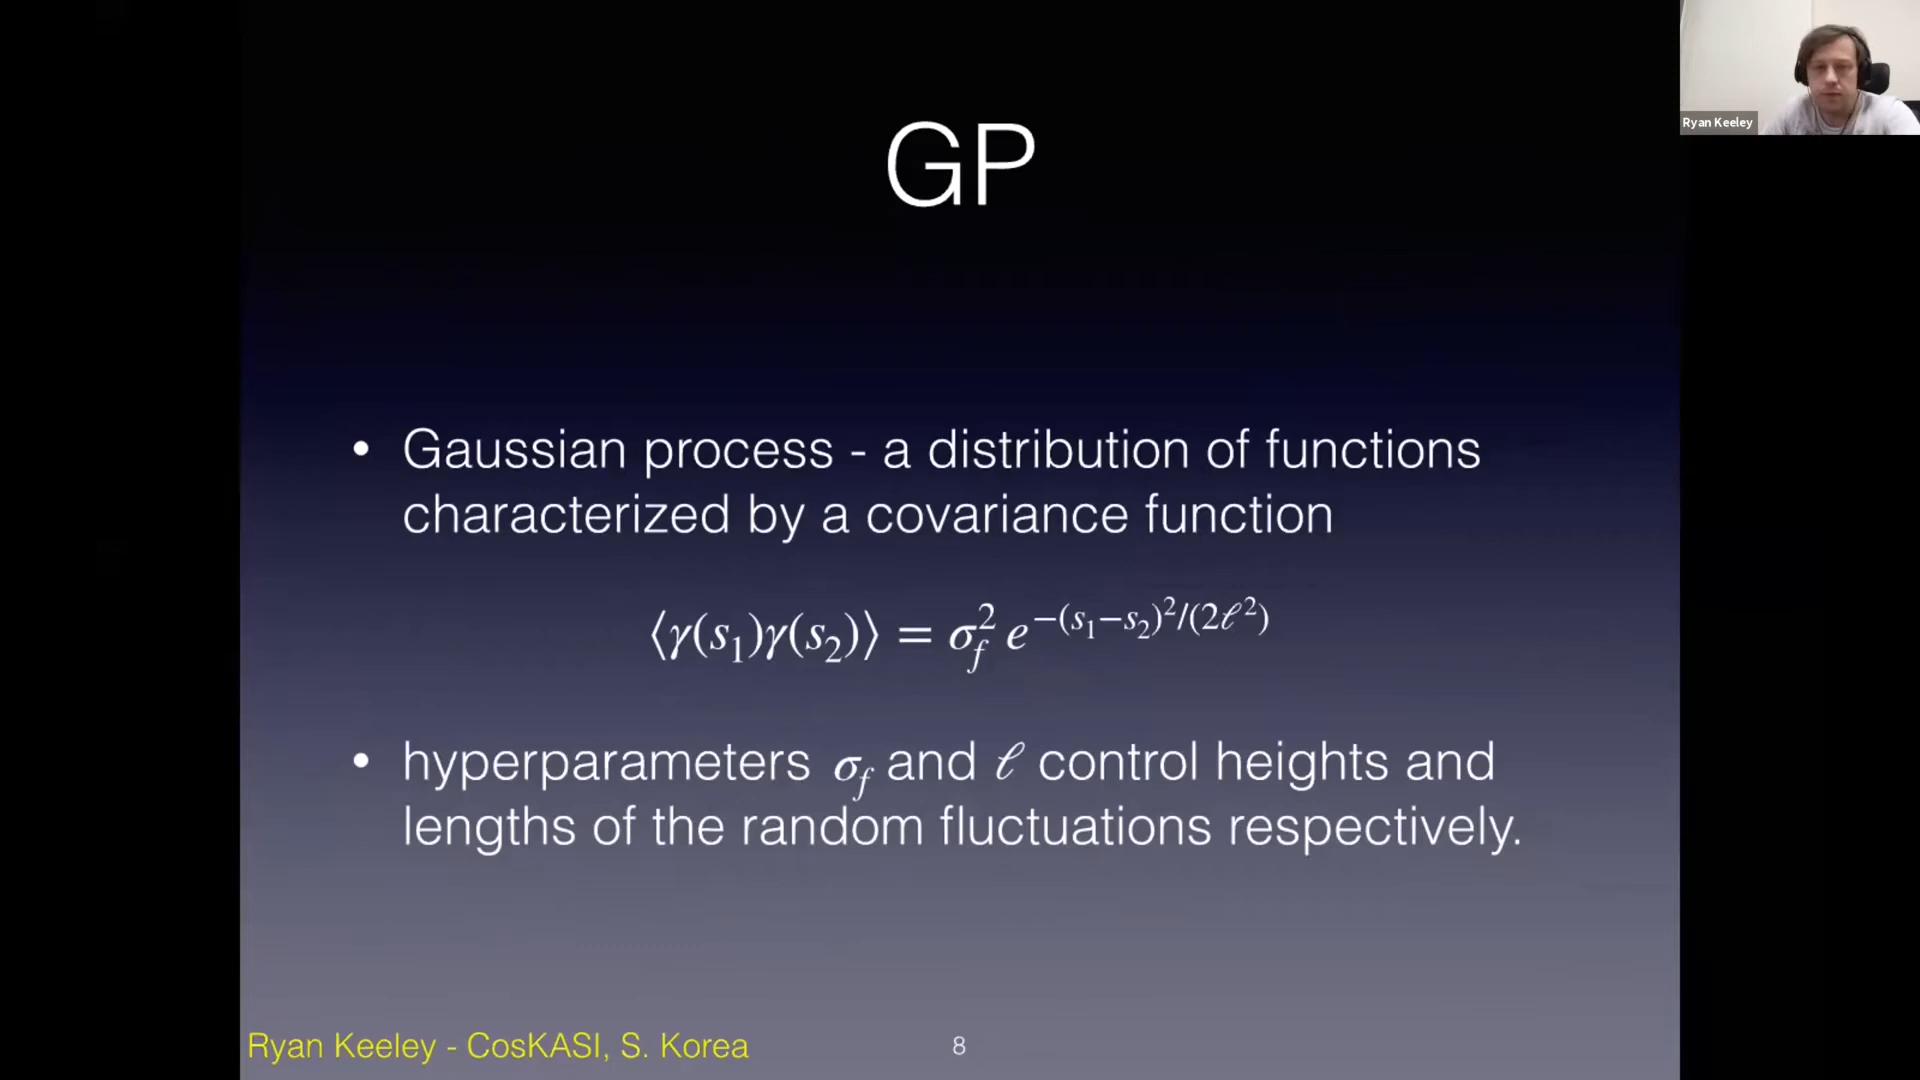 Ryan Keeley
GP
• Gaussian process - a distribution of functions
characterized by a covariance function
⟨γ(s₁)γ(s₂)⟩ = σ_f² e^{−(s₁−s₂)²/(2ℓ²)}
• hyperparameters σ_f and ℓ control heights and
lengths of the random fluctuations respectively.
Ryan Keeley - CosKASI, S. Korea
8